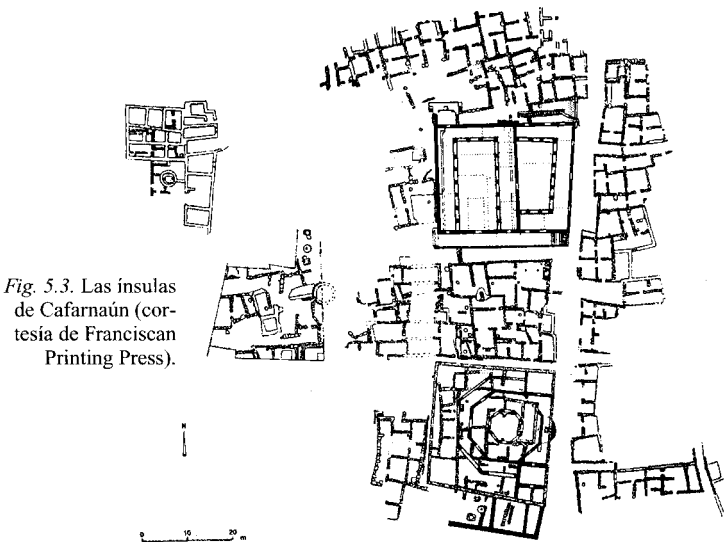 Fig. 5.3. Las ínsulas
de Cafarnaún (cor-
tesía de Franciscan
Printing Press).
N
0 10 20 m